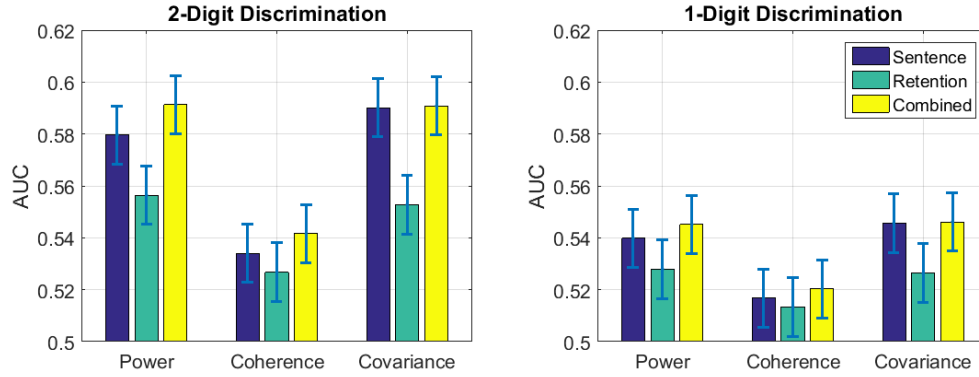 2-Digit Discrimination
AUC
0.62
0.6
0.58
0.56
0.54
0.52
0.5
Power Coherence Covariance
1-Digit Discrimination
AUC
0.62
0.6
0.58
0.56
0.54
0.52
0.5
Power Coherence Covariance
Sentence
Retention
Combined